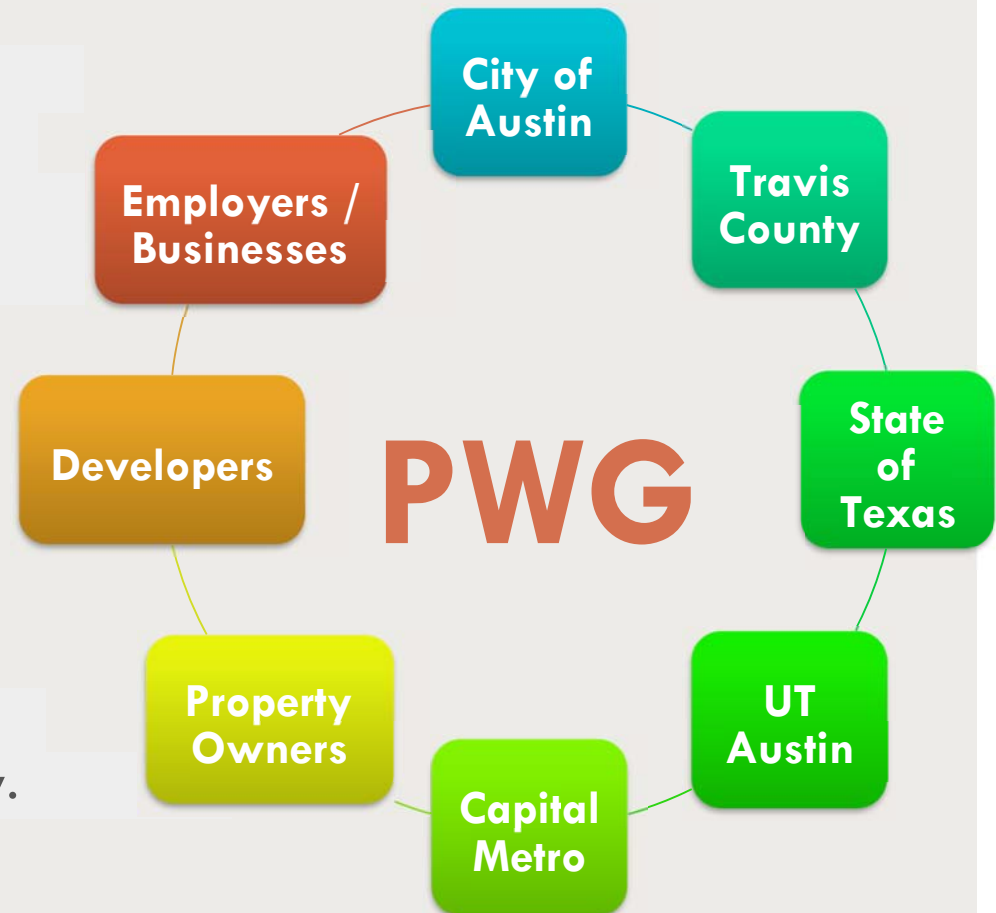 City of
Austin
Travis
County
State
of
Texas
UT
Austin
Capital
Metro
Property
Owners
Developers
Employers /
Businesses
PWG